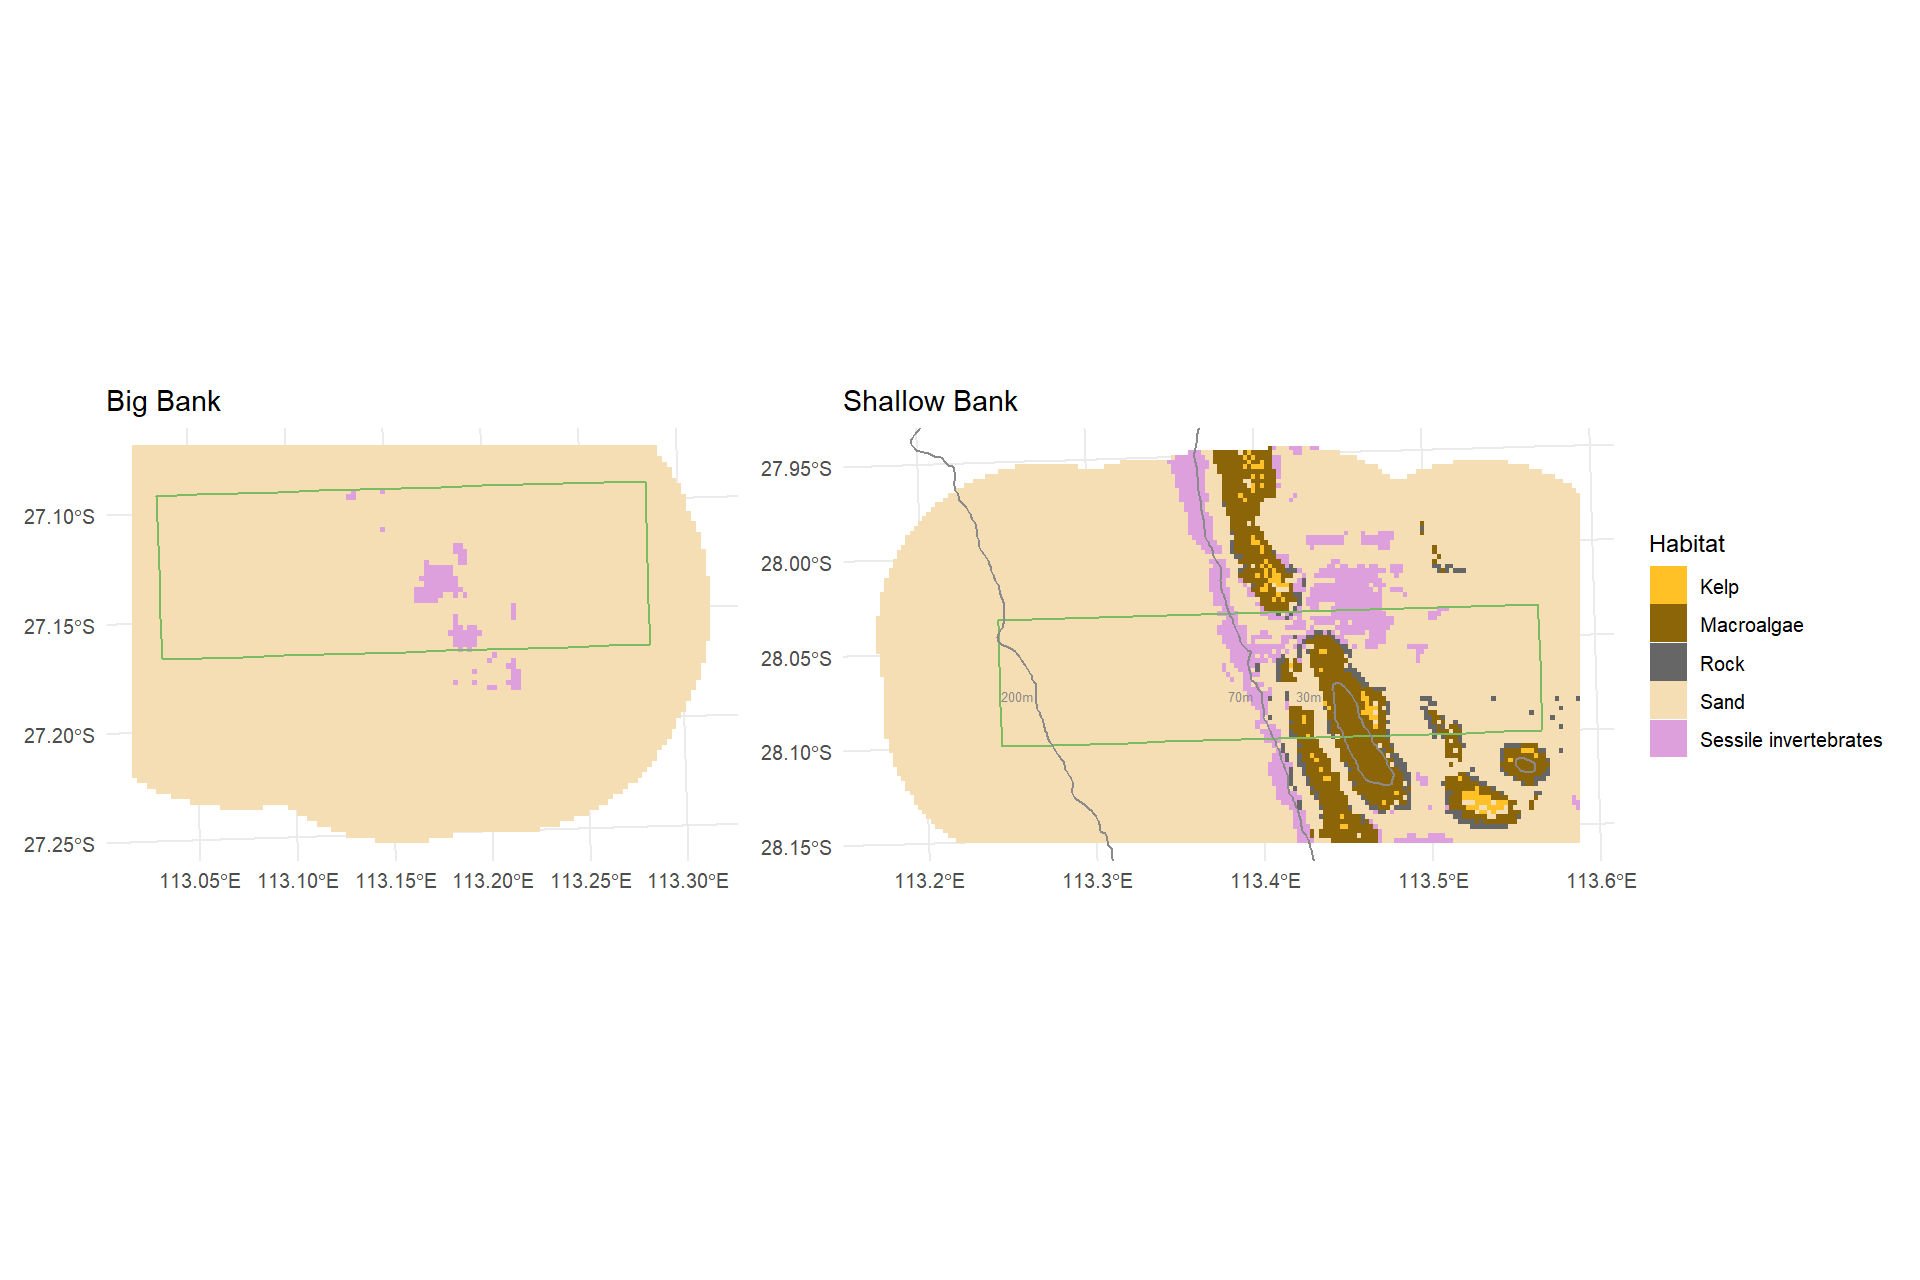 Big Bank
27.10°S
27.15°S
27.20°S
27.25°S
113.05°E 113.10°E 113.15°E 113.20°E 113.25°E 113.30°E
Shallow Bank
27.95°S
28.00°S
28.05°S
28.10°S
28.15°S
200m 70m 30m
113.2°E 113.3°E 113.4°E 113.5°E 113.6°E
Habitat
Kelp
Macroalgae
Rock
Sand
Sessile invertebrates